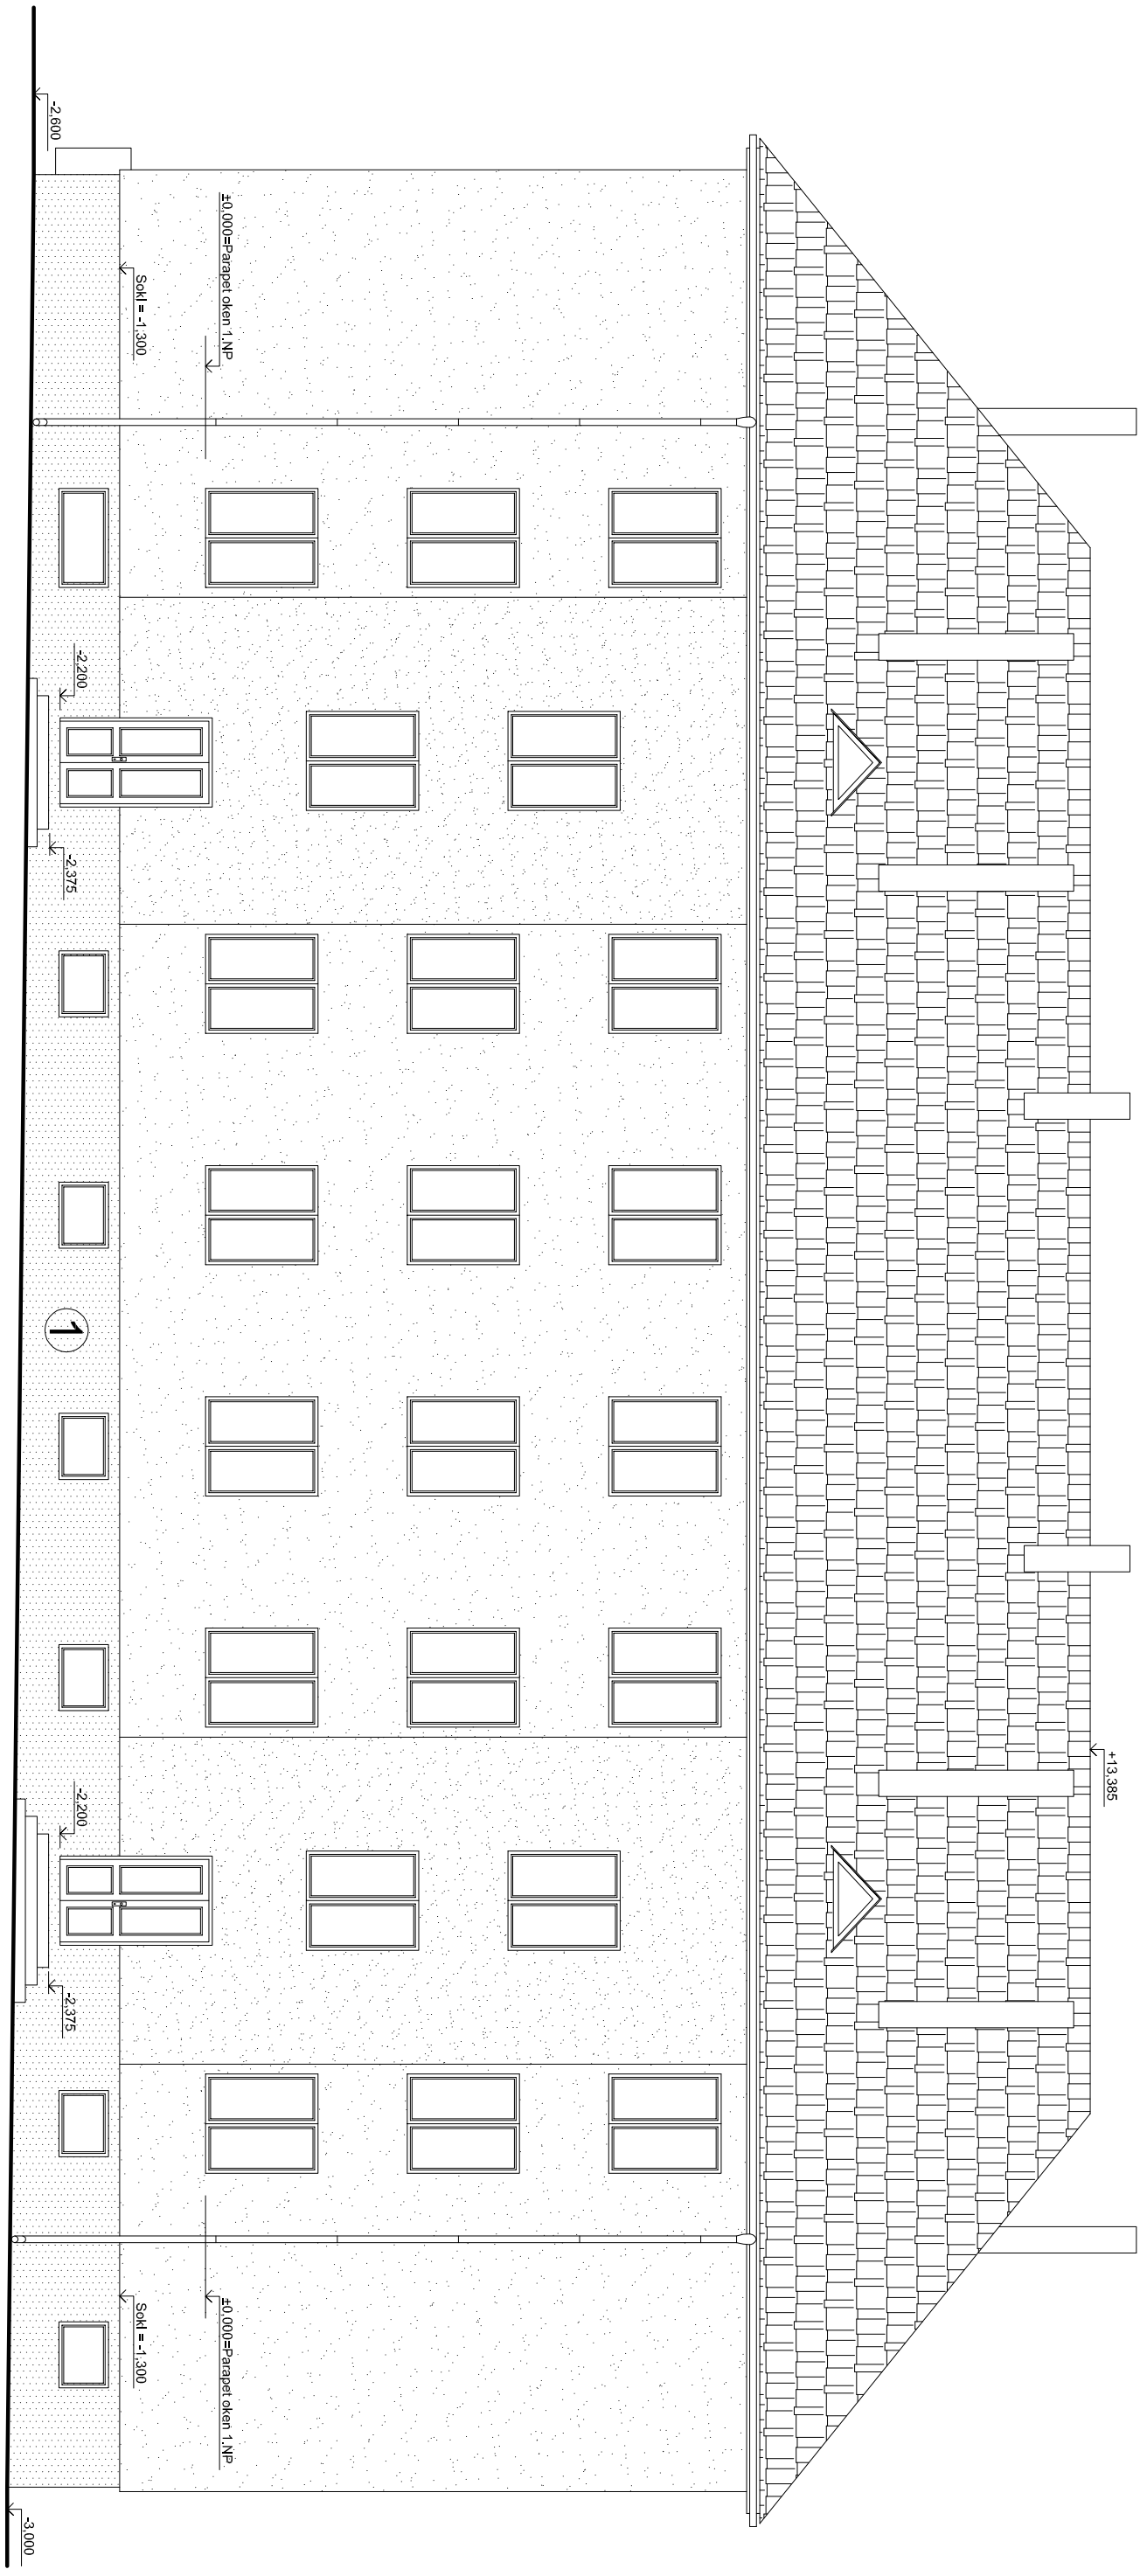 +13,385
±0,000=Parapet oken 1.NP
±0,000=Parapet oken 1.NP
Sokl = -1,300
Sokl = -1,300
-2,200
-2,200
-2,600
-2,375
1
-2,375
-3,000